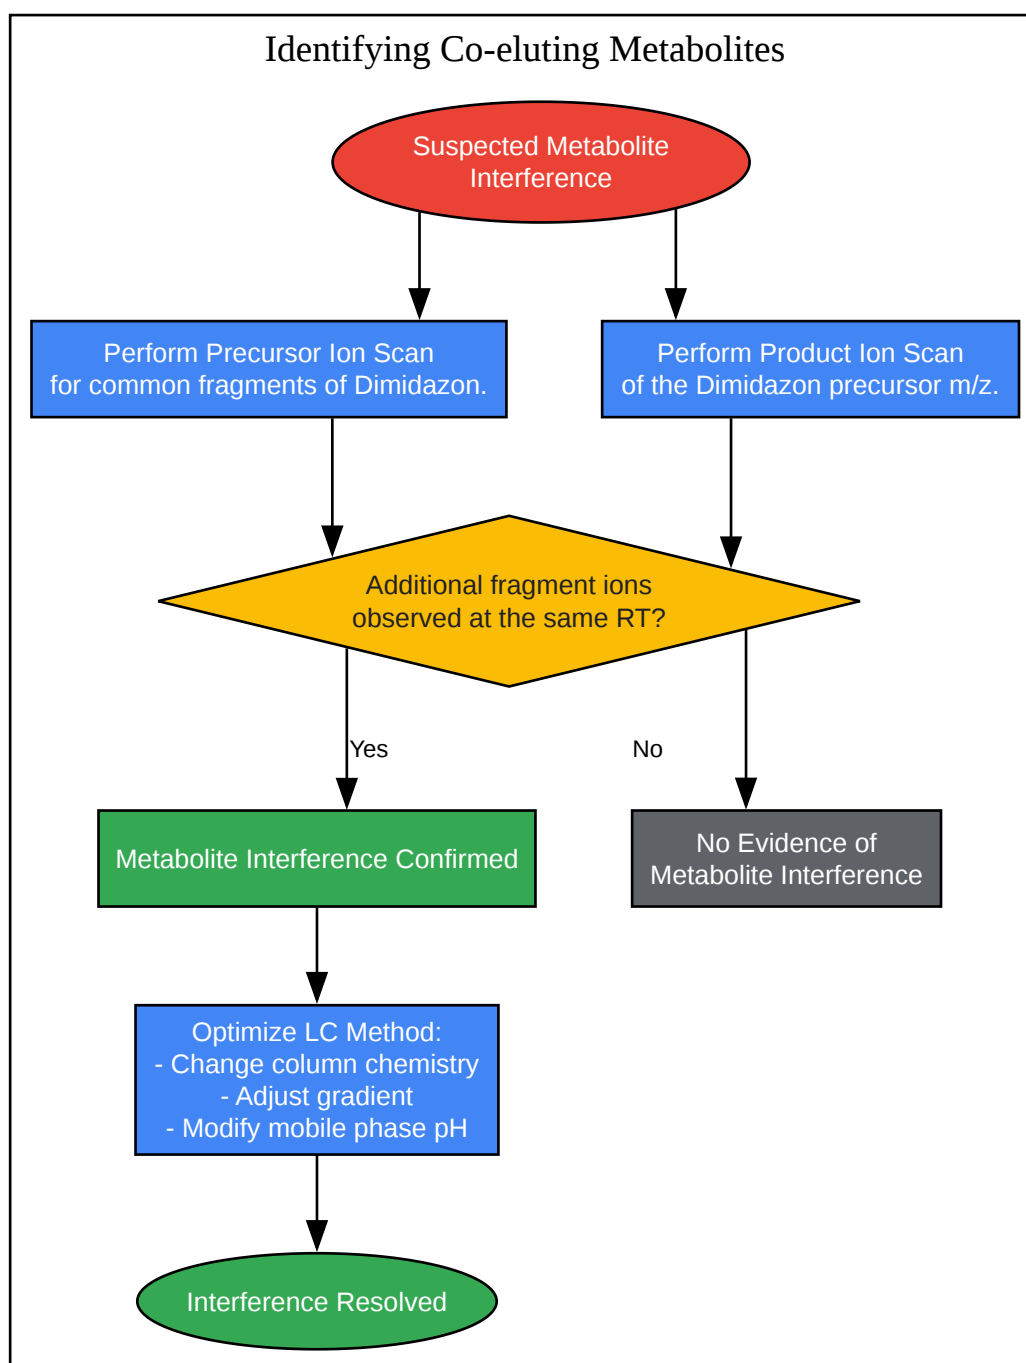 Identifying Co-eluting Metabolites
Suspected Metabolite
Interference
Perform Precursor Ion Scan
for common fragments of Dimidazon.
Perform Product Ion Scan
of the Dimidazon precursor m/z.
Additional fragment ions
observed at the same RT?
Yes
No
Metabolite Interference Confirmed
No Evidence of
Metabolite Interference
Optimize LC Method:
- Change column chemistry
- Adjust gradient
- Modify mobile phase pH
Interference Resolved